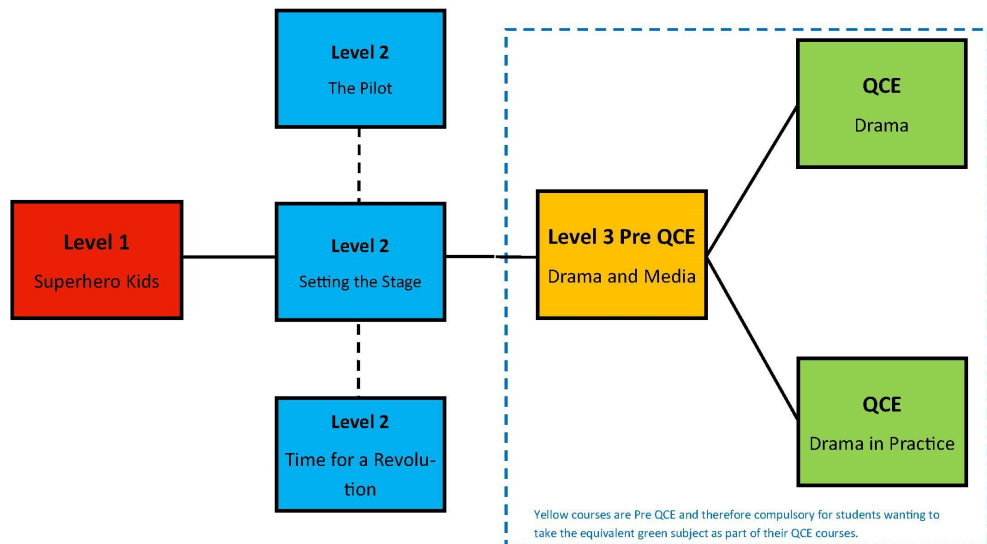 Level 2
The Pilot
QCE
Drama
Level 1
Superhero Kids
Level 2
Setting the Stage
Level 3 Pre QCE
Drama and Media
Level 2
Time for a Revolu-
tion
QCE
Drama in Practice
Yellow courses are Pre QCE and therefore compulsory for students wanting to
take the equivalent green subject as part of their QCE courses.